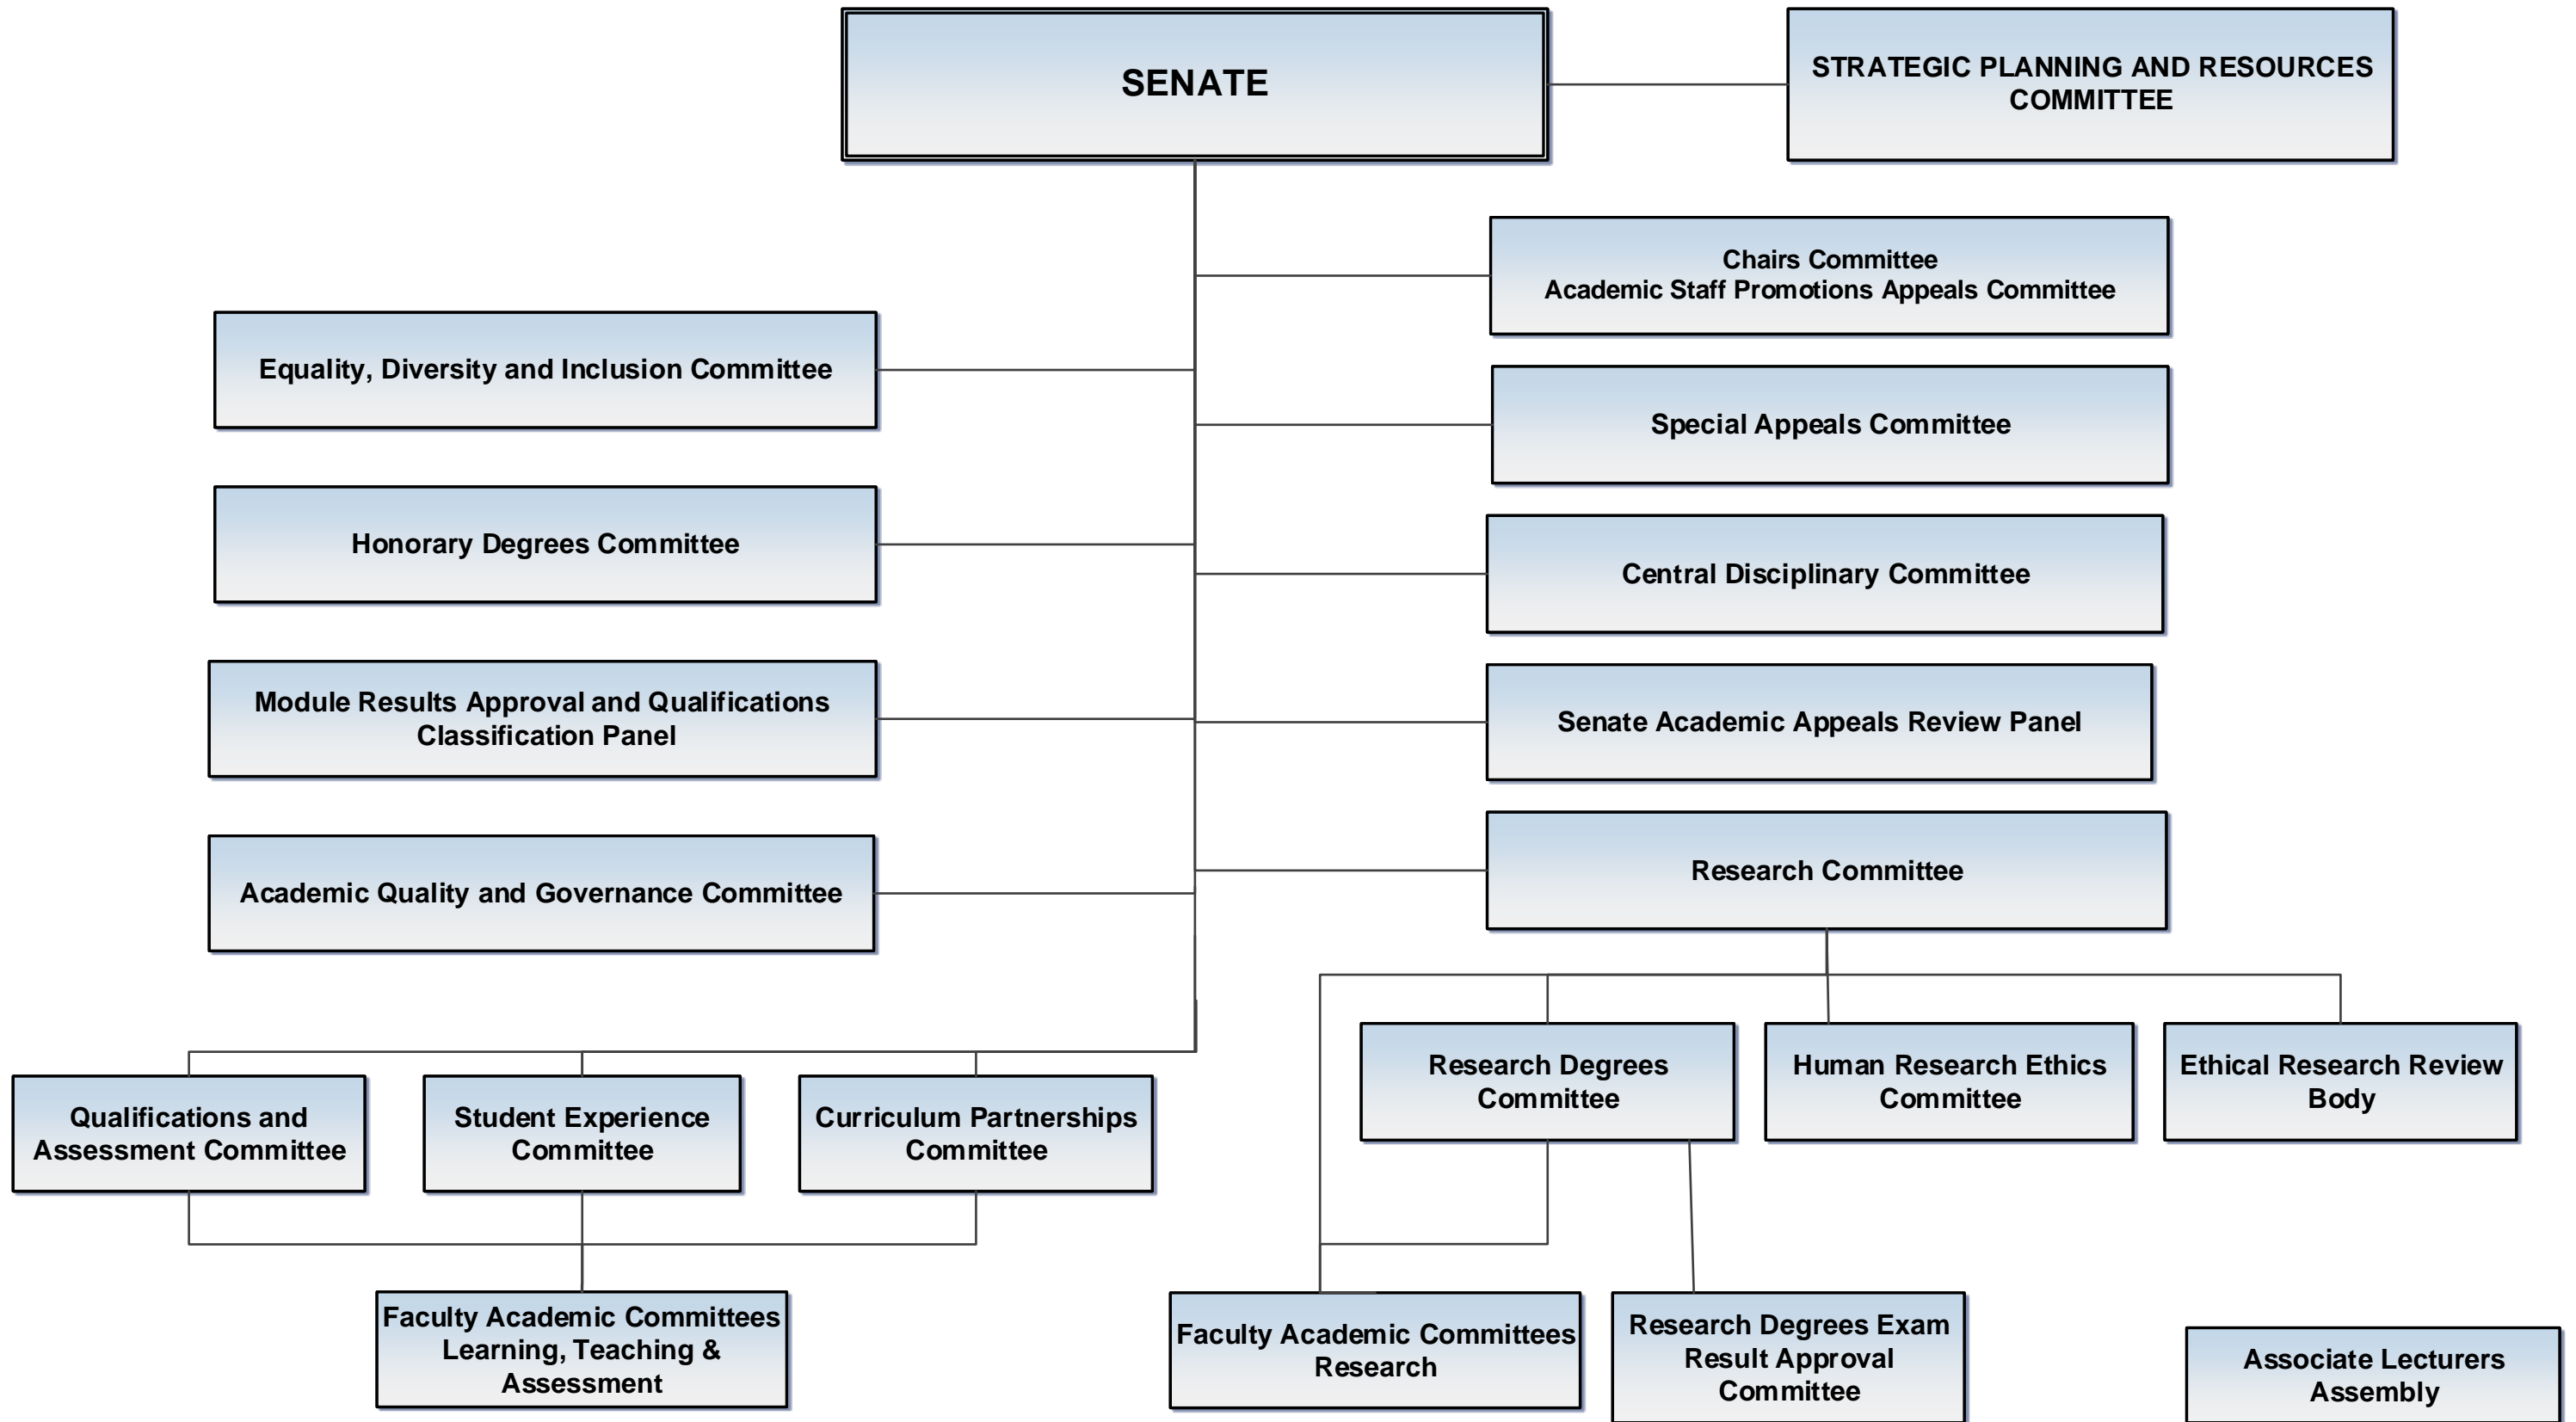 SENATE
STRATEGIC PLANNING AND RESOURCES
COMMITTEE
Chairs Committee
Academic Staff Promotions Appeals Committee
Equality, Diversity and Inclusion Committee
Special Appeals Committee
Honorary Degrees Committee
Central Disciplinary Committee
Module Results Approval and Qualifications
Classification Panel
Senate Academic Appeals Review Panel
Academic Quality and Governance Committee
Research Committee
Qualifications and
Assessment Committee
Student Experience
Committee
Curriculum Partnerships
Committee
Research Degrees
Committee
Human Research Ethics
Committee
Ethical Research Review
Body
Faculty Academic Committees
Learning, Teaching &
Assessment
Faculty Academic Committees
Research
Research Degrees Exam
Result Approval
Committee
Associate Lecturers
Assembly